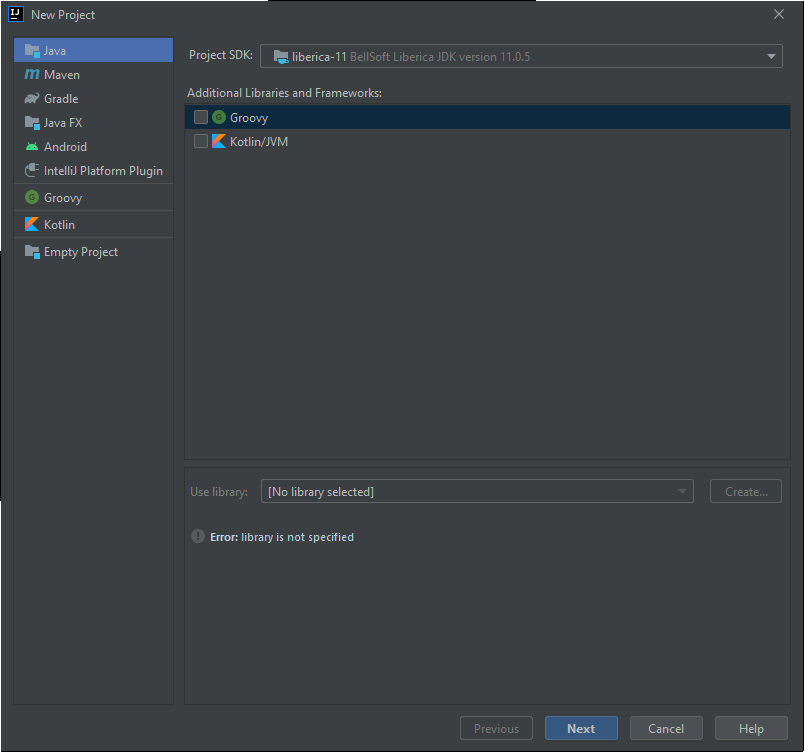 IJ New Project
Java
Maven
Gradle
Java FX
Android
IntelliJ Platform Plugin
G Groovy
Kotlin
Empty Project
Project SDK: liberica-11 BellSoft Liberica JDK version 11.0.5
Additional Libraries and Frameworks:
G Groovy
Kotlin/JVM
Use library: [No library selected] Create...
! Error: library is not specified
Previous Next Cancel Help